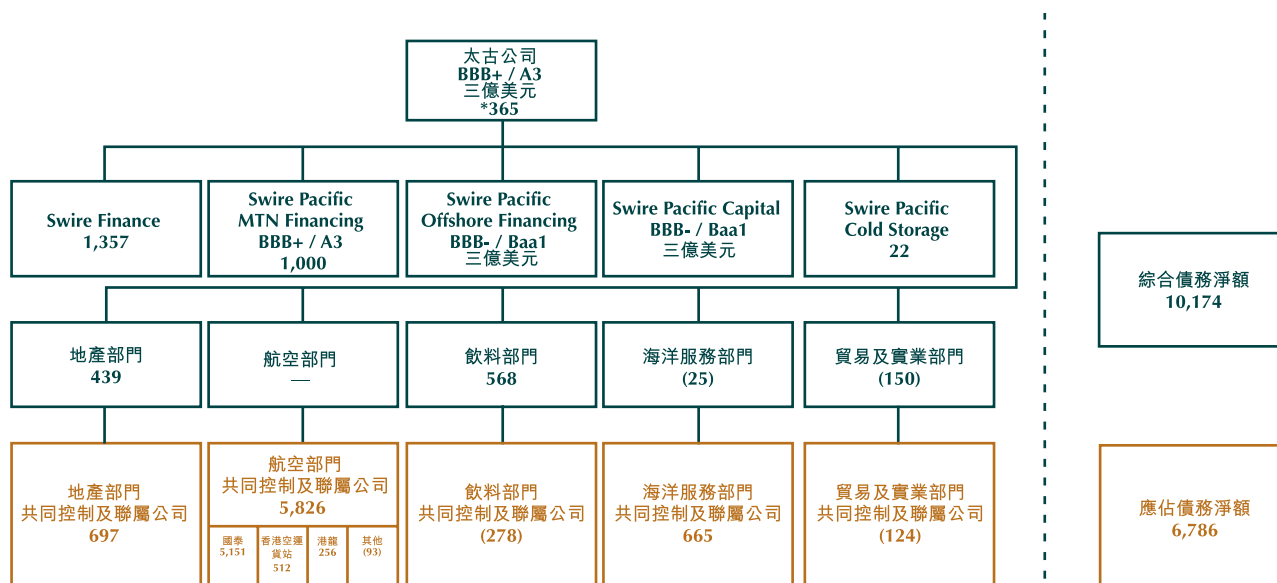 太古公司
BBB+ / A3
三億美元
*365
Swire Finance
1,357
Swire Pacific
MTN Financing
BBB+ / A3
1,000
Swire Pacific
Offshore Financing
BBB- / Baa1
三億美元
Swire Pacific Capital
BBB- / Baa1
三億美元
Swire Pacific
Cold Storage
22
綜合債務淨額
10,174
地產部門
439
航空部門
—
飲料部門
568
海洋服務部門
(25)
貿易及實業部門
(150)
地產部門
共同控制及聯屬公司
697
航空部門
共同控制及聯屬公司
5,826
國泰
5,151
香港空運
貨站
512
港龍
256
其他
(93)
飲料部門
共同控制及聯屬公司
(278)
海洋服務部門
共同控制及聯屬公司
665
貿易及實業部門
共同控制及聯屬公司
(124)
應佔債務淨額
6,786